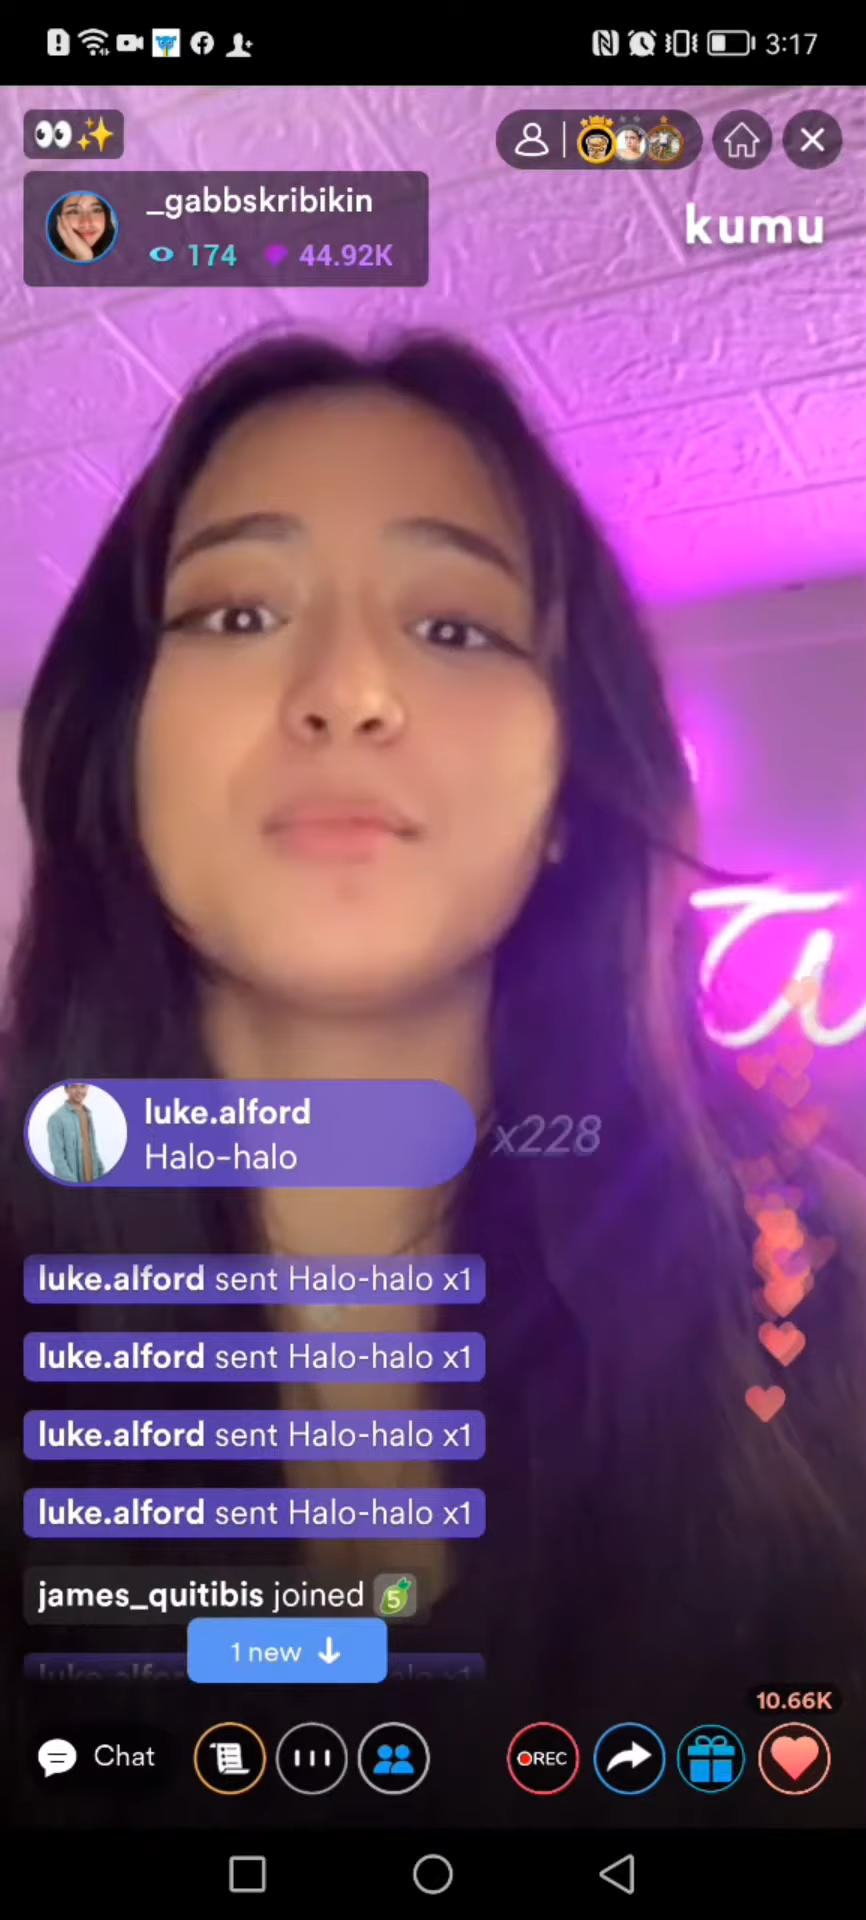 3:17
_gabbskribikin
174 44.92K
kumu
luke.alford
Halo-halo
x228
luke.alford sent Halo-halo x1
luke.alford sent Halo-halo x1
luke.alford sent Halo-halo x1
luke.alford sent Halo-halo x1
james_quitibis joined 5
1 new
10.66K
Chat
REC